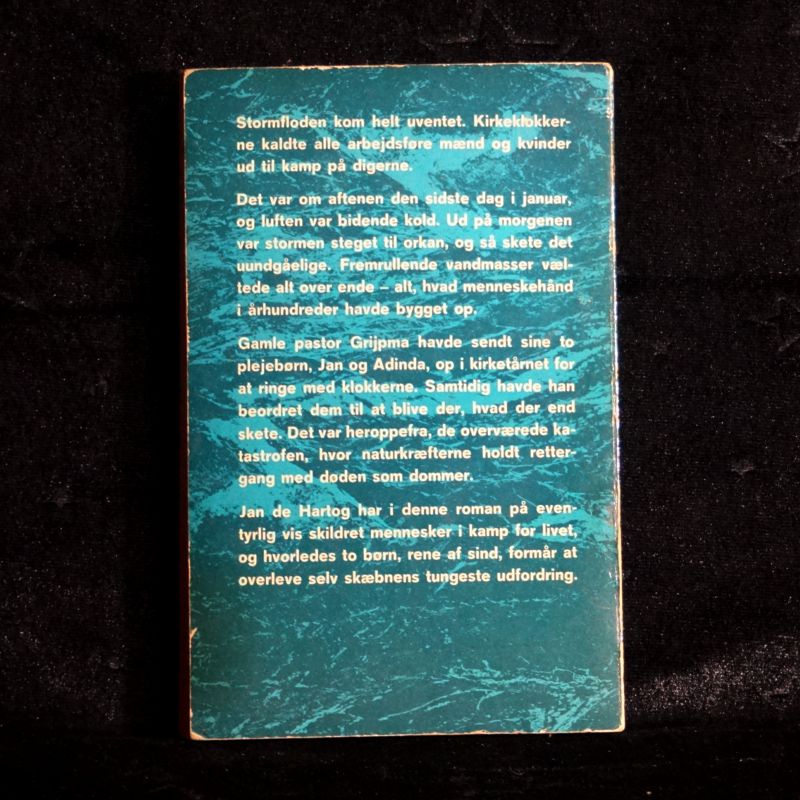 Stormfloden kom helt uventet. Kirkeklokker-
ne kaldte alle arbejdsføre mænd og kvinder
ud til kamp på digerne.
Det var om aftenen den sidste dag i januar,
og luften var bidende kold. Ud på morgenen
var stormen steget til orkan, og så skete det
uundgåelige. Fremrullende vandmasser væl-
tede alt over ende – alt, hvad menneskehånd
i århundreder havde bygget op.
Gamle pastor Grijpma havde sendt sine to
plejebørn, Jan og Adinda, op i kirketårnet for
at ringe med klokkerne. Samtidig havde han
beordret dem til at blive der, hvad der end
skete. Det var heroppefra, de overværede ka-
tastrofen, hvor naturkræfterne holdt retter-
gang med døden som dommer.
Jan de Hartog har i denne roman på even-
tyrlig vis skildret mennesker i kamp for livet,
og hvorledes to børn, rene af sind, formår at
overleve selv skæbnens tungeste udfordring.